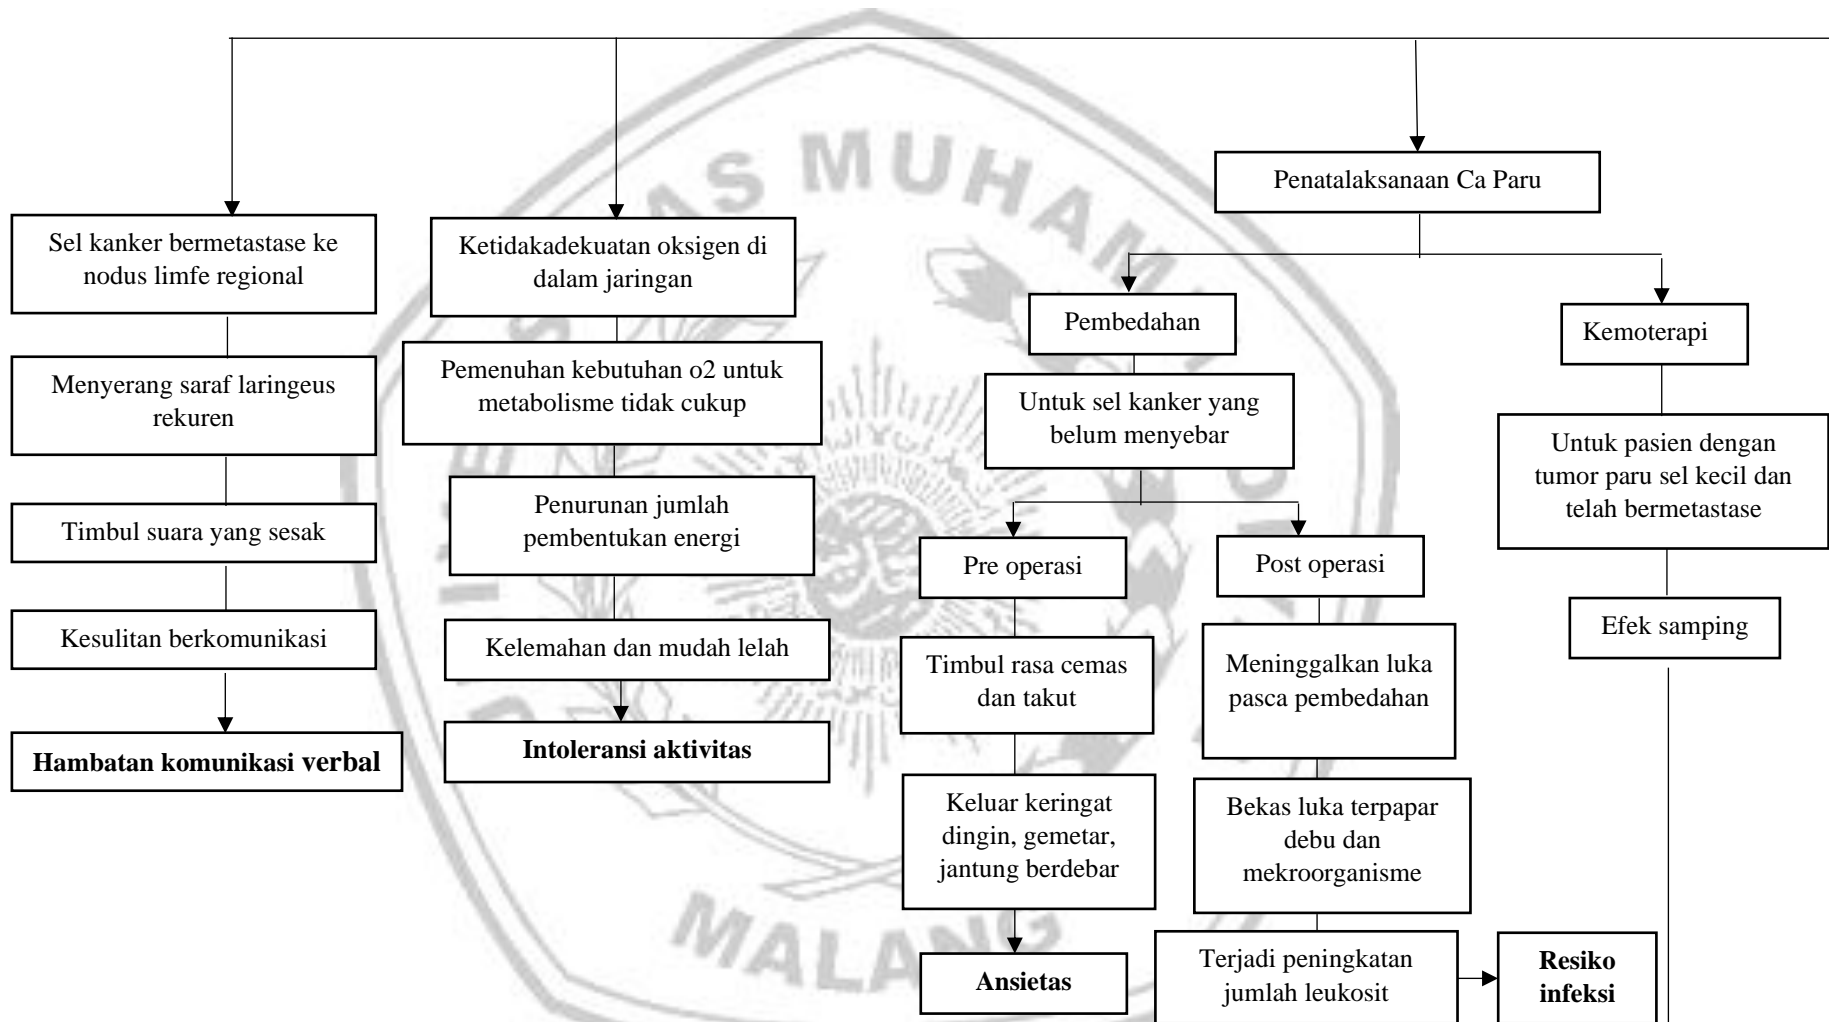 Penatalaksanaan Ca Paru
Sel kanker bermetastase ke
nodus limfe regional
Menyerang saraf laringeus
rekuren
Timbul suara yang sesak
Kesulitan berkomunikasi
Hambatan komunikasi verbal
Ketidakadekuatan oksigen di
dalam jaringan
Pemenuhan kebutuhan o2 untuk
metabolisme tidak cukup
Penurunan jumlah
pembentukan energi
Kelemahan dan mudah lelah
Intoleransi aktivitas
Pembedahan
Untuk sel kanker yang
belum menyebar
Pre operasi
Timbul rasa cemas
dan takut
Keluar keringat
dingin, gemetar,
jantung berdebar
Ansietas
Post operasi
Meninggalkan luka
pasca pembedahan
Bekas luka terpapar
debu dan
mekroorganisme
Terjadi peningkatan
jumlah leukosit
Resiko
infeksi
Kemoterapi
Untuk pasien dengan
tumor paru sel kecil dan
telah bermetastase
Efek samping
MALANG